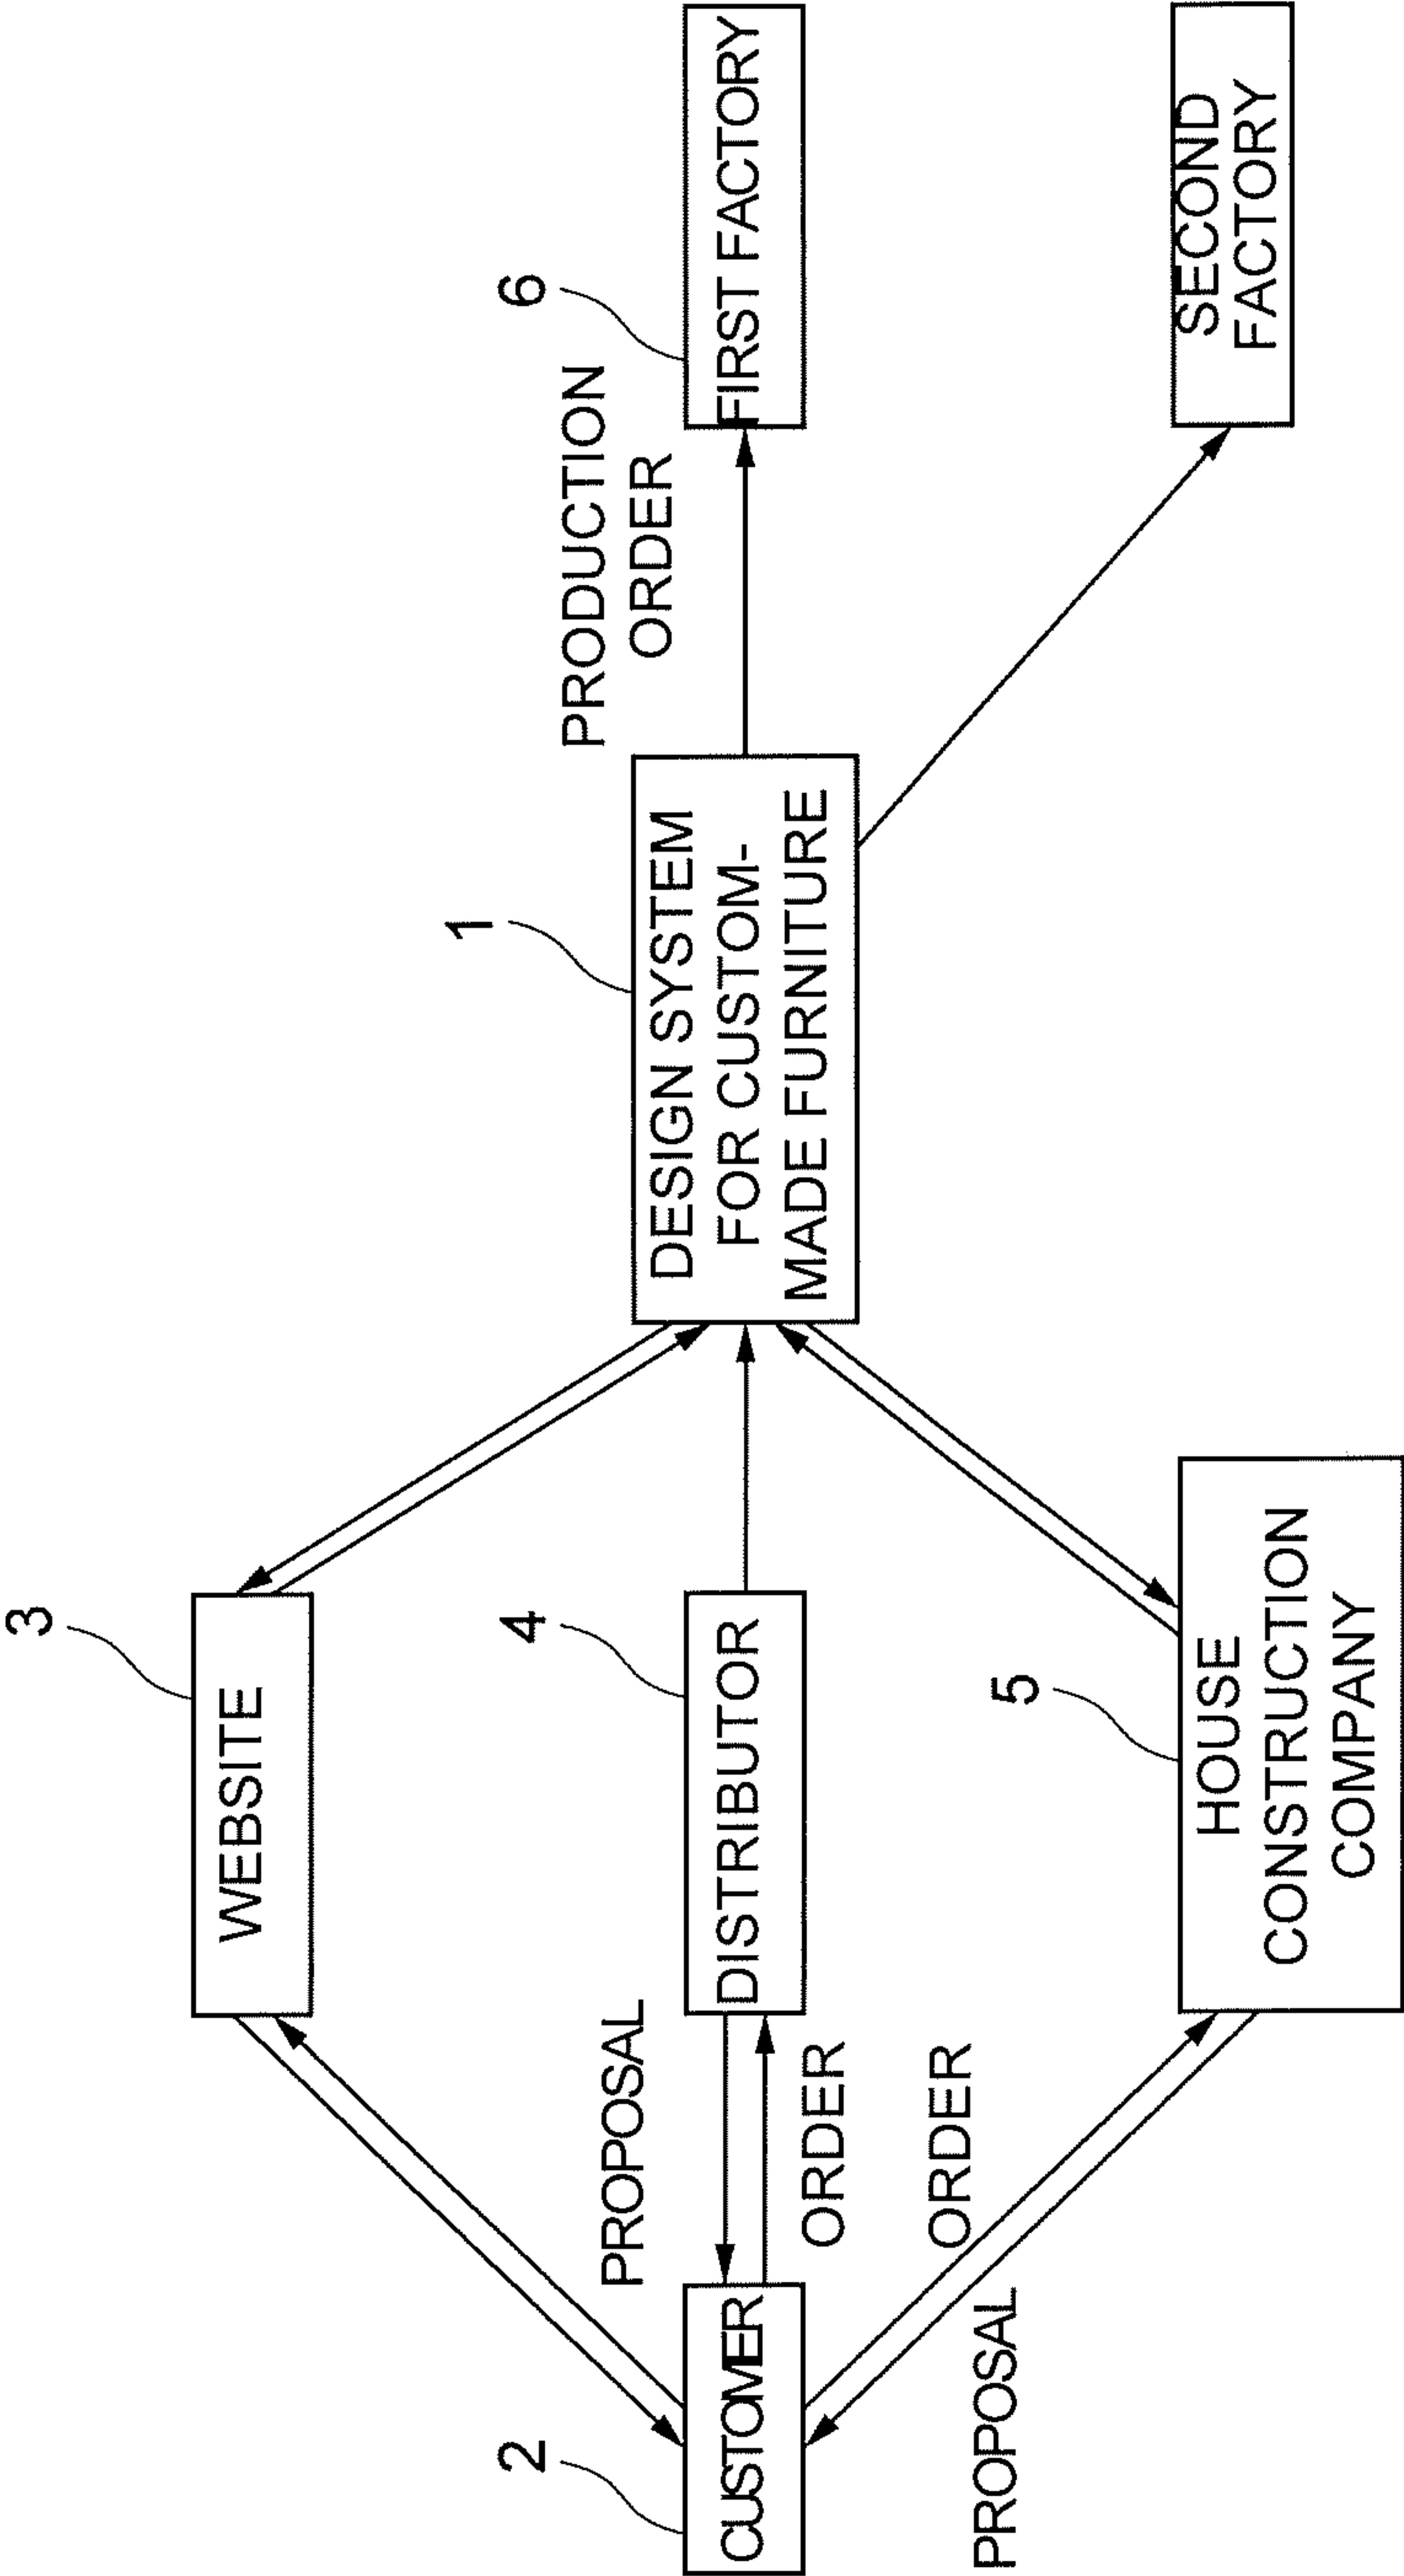 3
WEBSITE
2
CUSTOMER
PROPOSAL
ORDER
4
DISTRIBUTOR
1
DESIGN SYSTEM
FOR CUSTOM-
MADE FURNITURE
PRODUCTION
ORDER
6
FIRST FACTORY
ORDER
PROPOSAL
5
HOUSE
CONSTRUCTION
COMPANY
SECOND
FACTORY